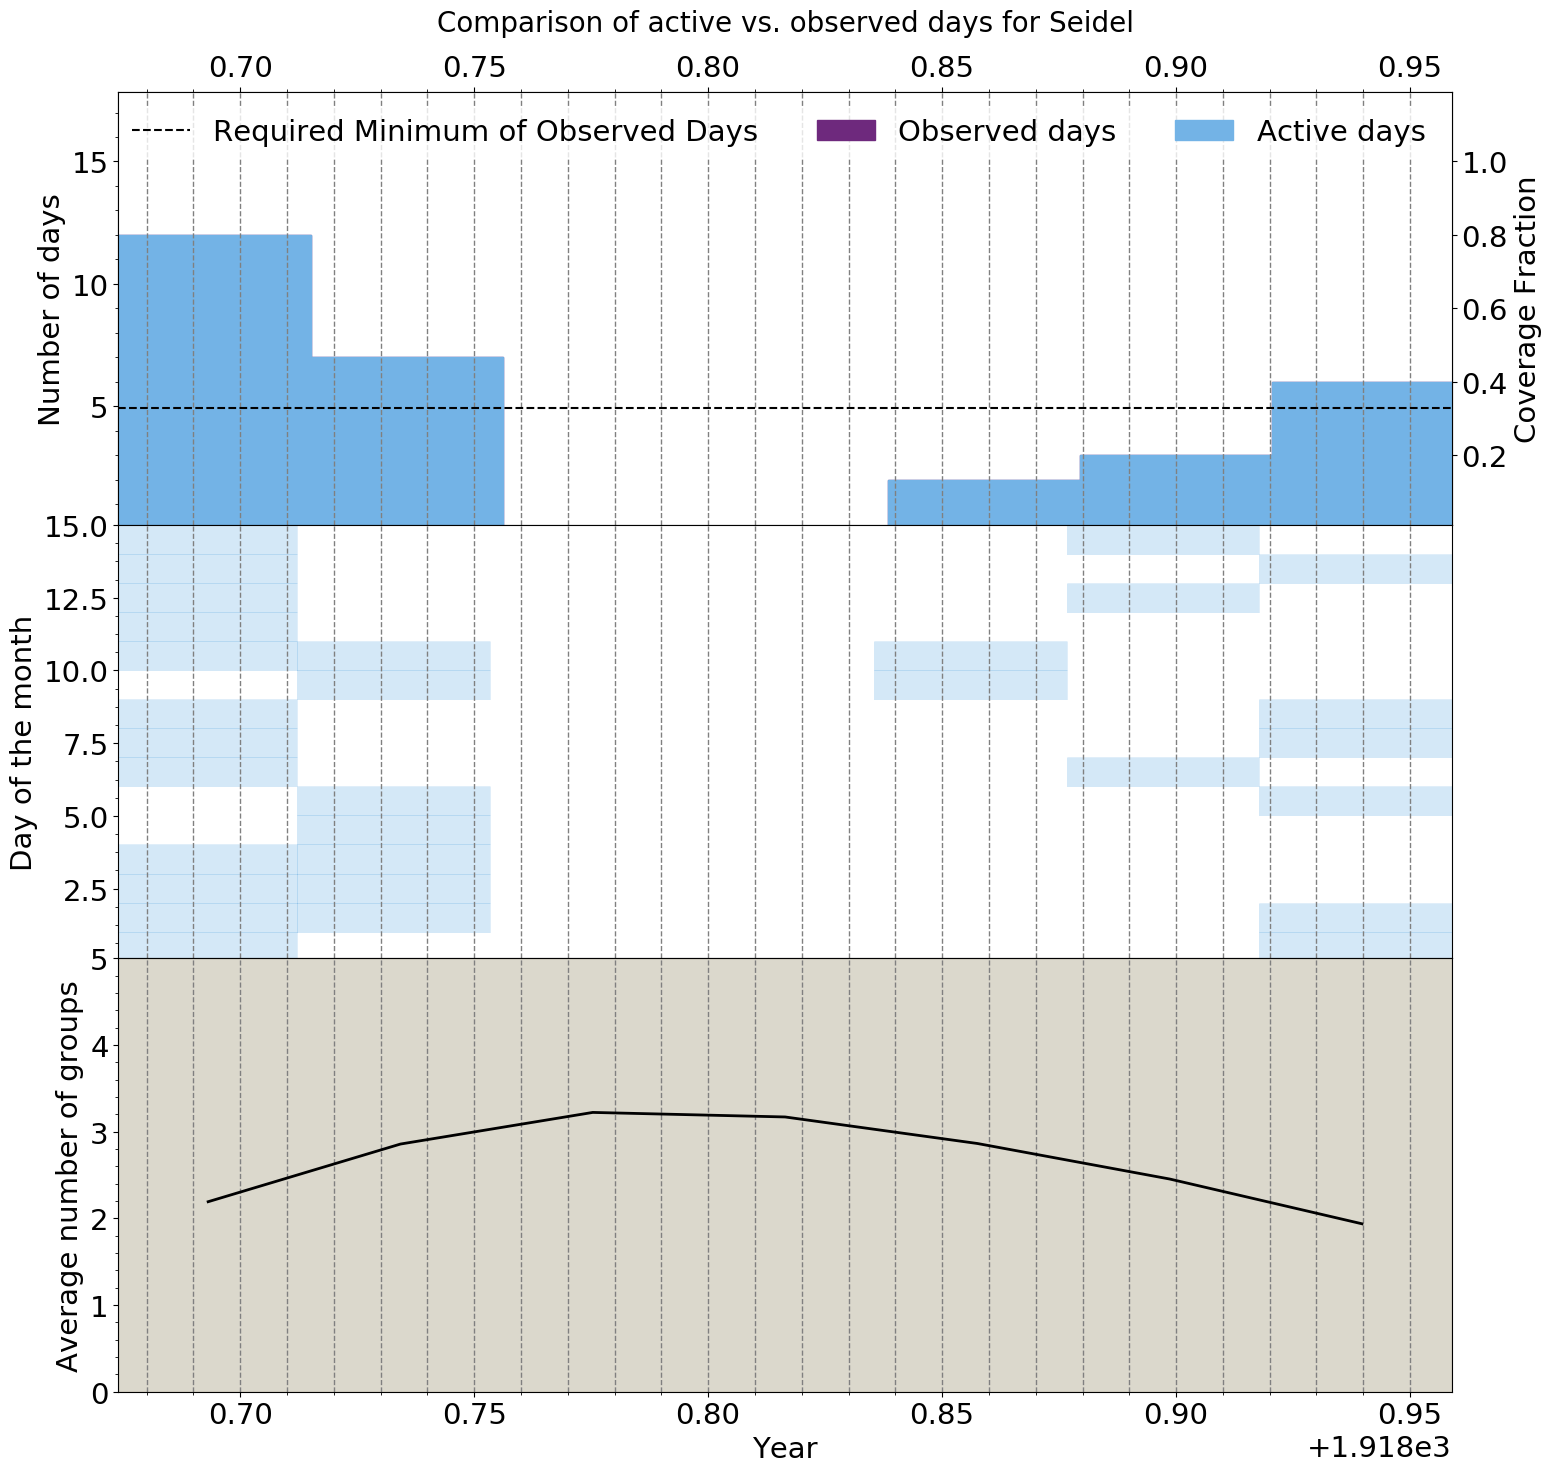 Comparison of active vs. observed days for Seidel
0.70 0.75 0.80 0.85 0.90 0.95
Required Minimum of Observed Days Observed days Active days
Number of days
15
10
5
Coverage Fraction
1.0
0.8
0.6
0.4
0.2
Day of the month
15.0
12.5
10.0
7.5
5.0
2.5
Average number of groups
5
4
3
2
1
0
0.70 0.75 0.80 0.85 0.90 0.95
Year
+1.918e3